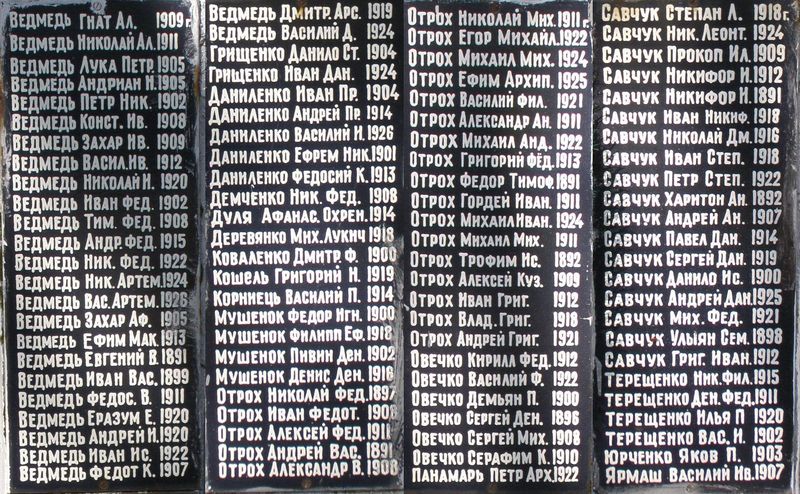 Ведмедь Гнат Ал. 1909г.
Ведмедь Николай Ал. 1911
Ведмедь Лука Петр. 1905
Ведмедь Андриан Н. 1905
Ведмедь Петр Ник. 1902
Ведмедь Конст. Ив. 1908
Ведмедь Захар Ив. 1909
Ведмедь Васил. Ив. 1912
Ведмедь Николай И. 1920
Ведмедь Иван Фед. 1902
Ведмедь Тим. Фед. 1908
Ведмедь Андр. Фед. 1915
Ведмедь Ник. Фед. 1922
Ведмедь Ник. Артем. 1924
Ведмедь Вас. Артем. 1926
Ведмедь Захар Аф. 1905
Ведмедь Ефим Мак. 1913
Ведмедь Евгений В. 1891
Ведмедь Иван Вас. 1899
Ведмедь Федос. В. 1911
Ведмедь Еразум Е. 1920
Ведмедь Андрей И. 1920
Ведмедь Иван Ис. 1922
Ведмедь Федот К. 1907
Ведмедь Дмитр. Арс. 1919
Ведмедь Василий Д. 1924
Грищенко Данило Ст. 1904
Грищенко Иван Дан. 1924
Даниленко Иван Пр. 1904
Даниленко Андрей Пр. 1914
Даниленко Василий И. 1926
Даниленко Ефрем Ник. 1901
Даниленко Федосий К. 1913
Демченко Ник. Фед. 1908
Дуля Афанас. Охрен. 1914
Деревянко Мих. Лукич 1918
Коваленко Дмитр. Ф. 1900
Кошель Григорий Н. 1919
Корниець Василий П. 1914
Мушенок Федор Игн. 1900
Мушенок Филипп Еф. 1918
Мушенок Пивин Ден. 1902
Мушенок Денис Ден. 1916
Отрох Николай Фед. 1897
Отрох Иван Федот. 1908
Отрох Алексей Фед. 1911
Отрох Андрей Вас. 1891
Отрох Александр В. 1908
Отрох Николай Мих. 1911г.
Отрох Егор Михайл. 1922
Отрох Михаил Мих. 1924
Отрох Ефим Архип. 1925
Отрох Василий Фил. 1921
Отрох Александр Ан. 1911
Отрох Михаил Анд. 1922
Отрох Григорий Фёд. 1913
Отрох Федор Тимоф. 1891
Отрох Гордей Иван. 1911
Отрох Михаил Иван. 1924
Отрох Михаил Мих. 1911
Отрох Трофим Ис. 1892
Отрох Алексей Куз. 1909
Отрох Иван Григ. 1912
Отрох Влад. Григ. 1918
Отрох Андрей Григ. 1921
Овечко Кирилл Фед. 1912
Овечко Василий Ф. 1922
Овечко Демьян П. 1900
Овечко Сергей Ден. 1896
Овечко Сергей Мих. 1908
Овечко Серафим К. 1910
Панамарь Петр Арх. 1922
Савчук Степан Л. 1918г.
Савчук Ник. Леонт. 1924
Савчук Прокоп Ил. 1909
Савчук Никифор И. 1912
Савчук Никифор И. 1891
Савчук Иван Никиф. 1918
Савчук Николай Дм. 1916
Савчук Иван Степ. 1918
Савчук Петр Степ. 1922
Савчук Харитон Ан. 1892
Савчук Андрей Ан. 1907
Савчук Павел Дан. 1914
Савчук Сергей Дан. 1919
Савчук Данило Ис. 1900
Савчук Андрей Дан. 1925
Савчук Мих. Фед. 1921
Савчук Ульян Сем. 1898
Савчук Григ. Иван. 1912
Терещенко Ник. Фил. 1915
Терещенко Ден. Фед. 1911
Терещенко Илья П 1920
Терещенко Вас. И. 1902
Юрченко Яков П. 1903
Ярмаш Василий Ив. 1907